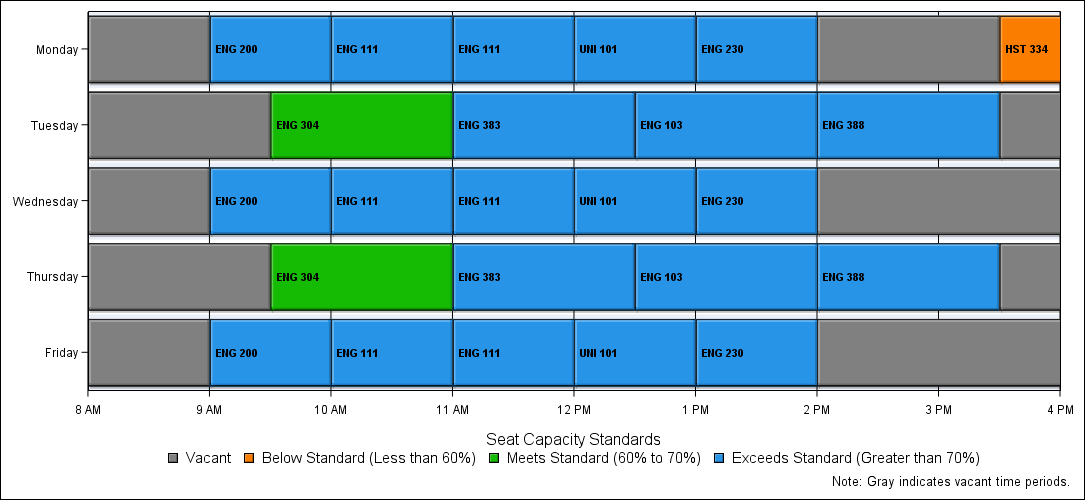 Monday ENG 200 ENG 111 ENG 111 UNI 101 ENG 230 HST 334
Tuesday ENG 304 ENG 383 ENG 103 ENG 388
Wednesday ENG 200 ENG 111 ENG 111 UNI 101 ENG 230
Thursday ENG 304 ENG 383 ENG 103 ENG 388
Friday ENG 200 ENG 111 ENG 111 UNI 101 ENG 230
8 AM 9 AM 10 AM 11 AM 12 PM 1 PM 2 PM 3 PM 4 PM
Seat Capacity Standards
Vacant Below Standard (Less than 60%) Meets Standard (60% to 70%) Exceeds Standard (Greater than 70%)
Note: Gray indicates vacant time periods.